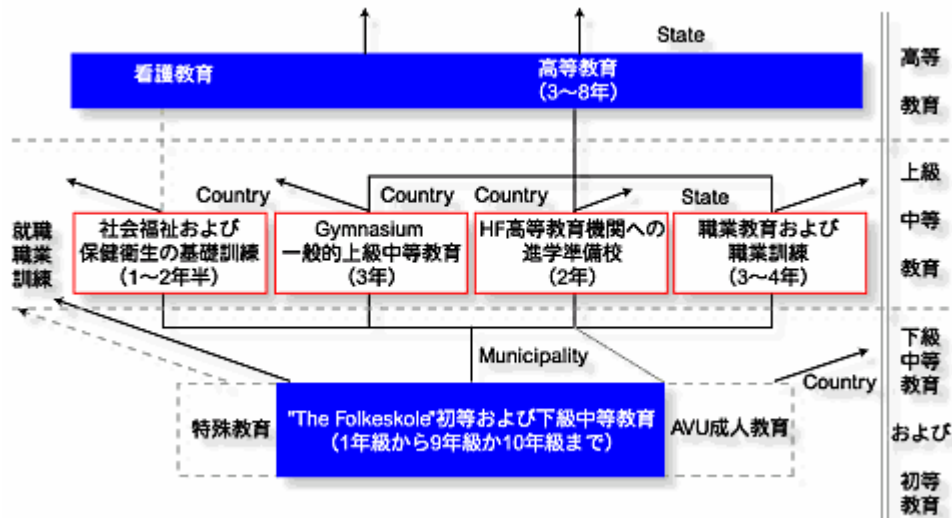 State
看護教育
高等教育
（3〜8年）
高等
教育
Country
Country
Country
State
上級
中等
教育
就職
職業
訓練
社会福祉および
保健衛生の基礎訓練
（1〜2年半）
Gymnasium
一般的上級中等教育
（3年）
HF高等教育機関への
進学準備校
（2年）
職業教育および
職業訓練
（3〜4年）
Municipality
Country
下級
中等
教育
特殊教育
"The Folkeskole"初等および下級中等教育
（1年級から9年級か10年級まで）
AVU成人教育
および
初等
教育